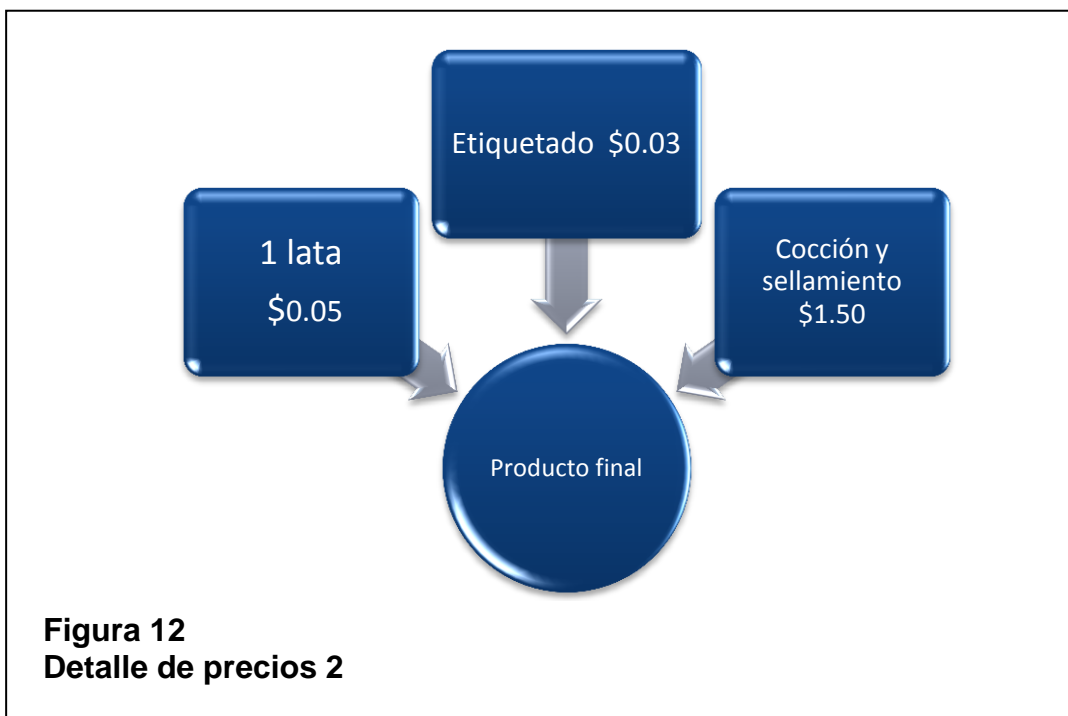 Etiquetado $0.03
1 lata
$0.05
Cocción y
sellamiento
$1.50
Producto final
Figura 12
Detalle de precios 2